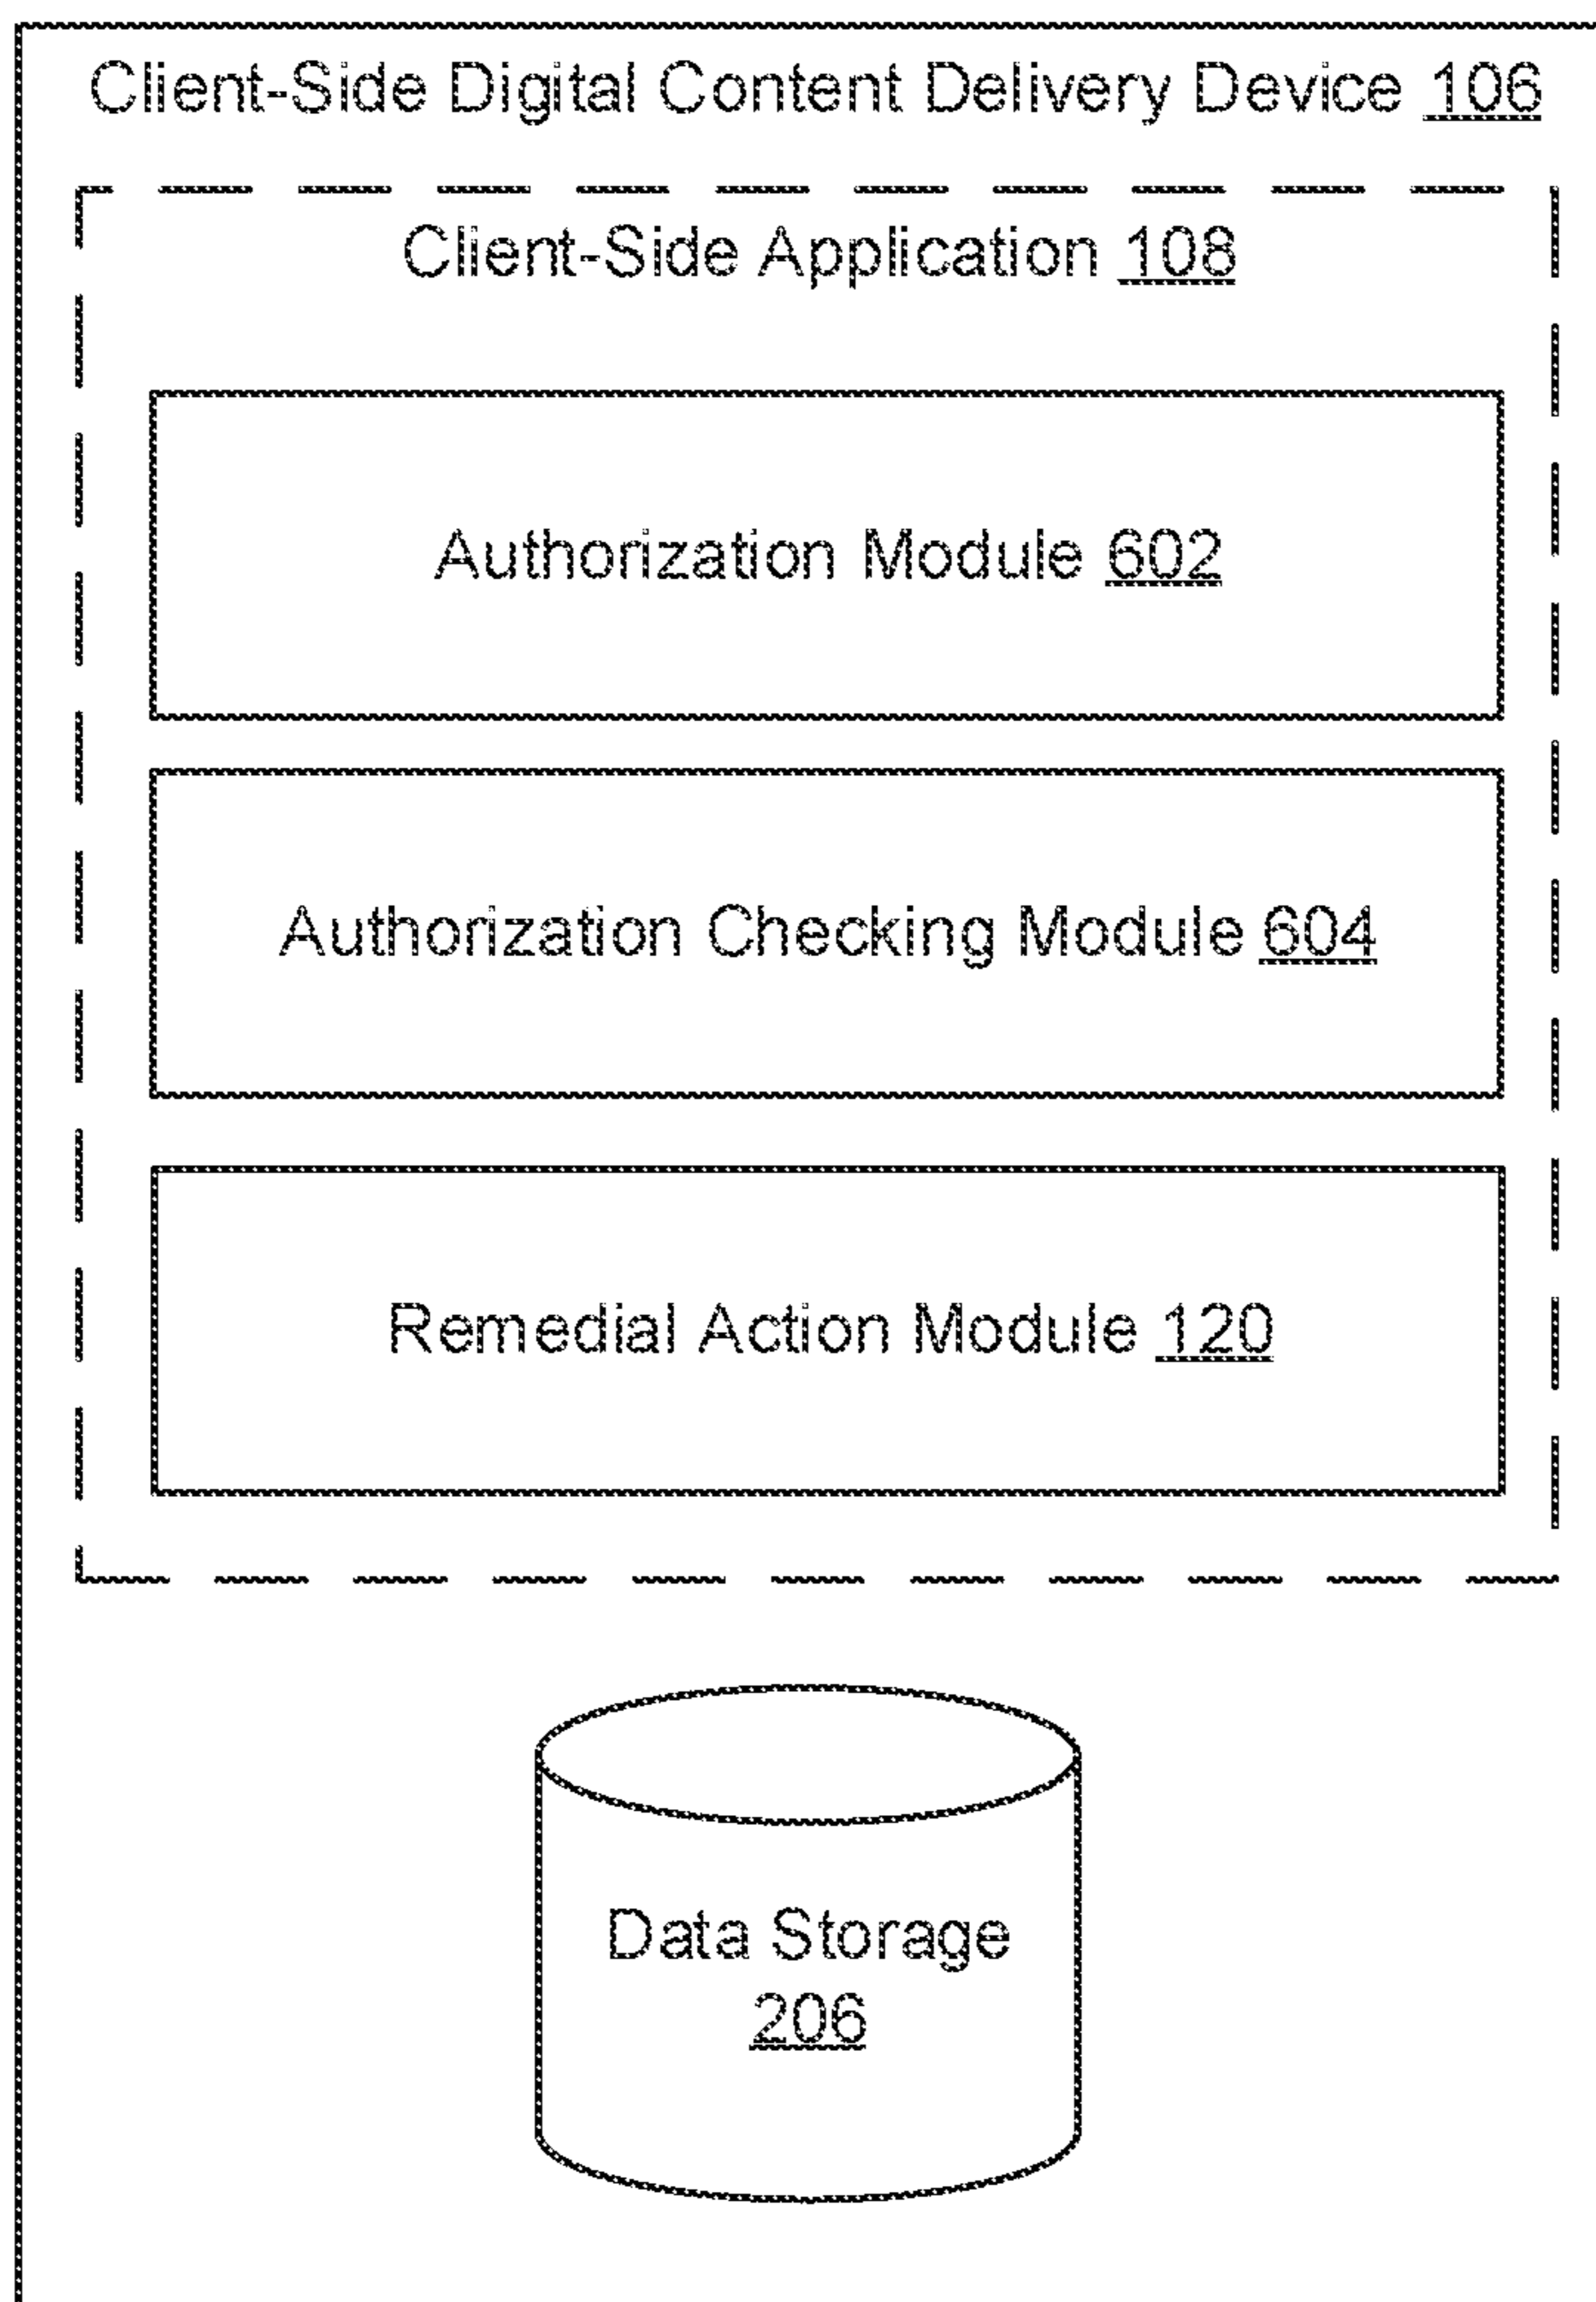 Client-Side Digital Content Delivery Device 106
Client-Side Application 108
Authorization Module 602
Authorization Checking Module 604
Remedial Action Module 120
Data Storage
206